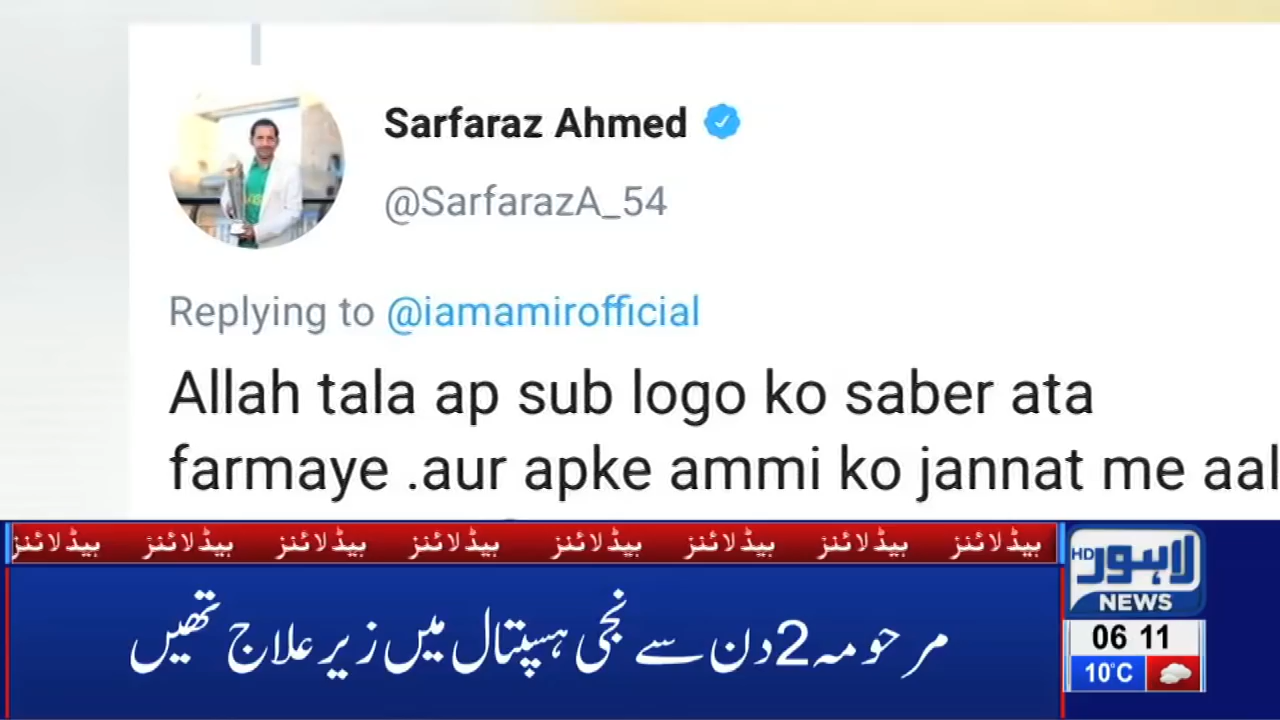 Sarfaraz Ahmed
@SarfarazA_54
Replying to @iamamirofficial
Allah tala ap sub logo ko saber ata
farmaye .aur apke ammi ko jannat me aal
ہیڈلائنز ہیڈلائنز ہیڈلائنز ہیڈلائنز ہیڈلائنز ہیڈلائنز ہیڈلائنز ہیڈلائنز
مرحومہ 2 دن سے نجی ہسپتال میں زیر علاج تھیں
لاہور HD
NEWS
06 11
10°C